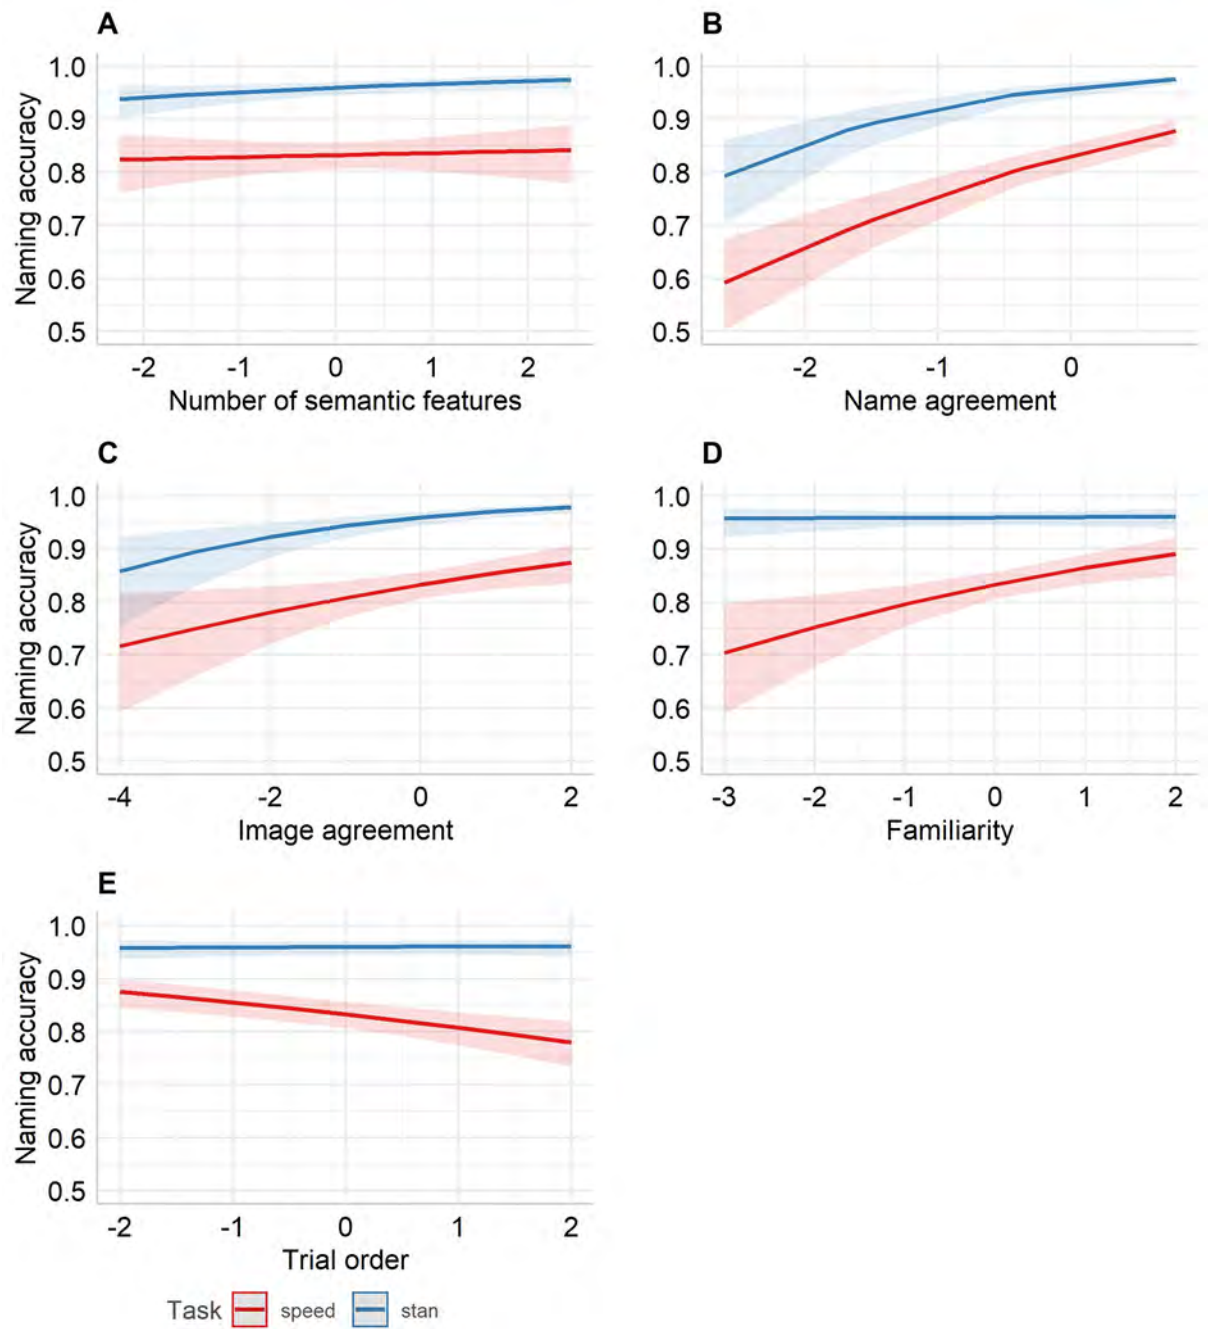 A
Naming accuracy
1.0
0.9
0.8
0.7
0.6
0.5
-2 -1 0 1 2
Number of semantic features
B
1.0
0.9
0.8
0.7
0.6
0.5
-2 -1 0
Name agreement
C
Naming accuracy
1.0
0.9
0.8
0.7
0.6
0.5
-4 -2 0 2
Image agreement
D
1.0
0.9
0.8
0.7
0.6
0.5
-3 -2 -1 0 1 2
Familiarity
E
Naming accuracy
1.0
0.9
0.8
0.7
0.6
0.5
-2 -1 0 1 2
Trial order
Task speed stan